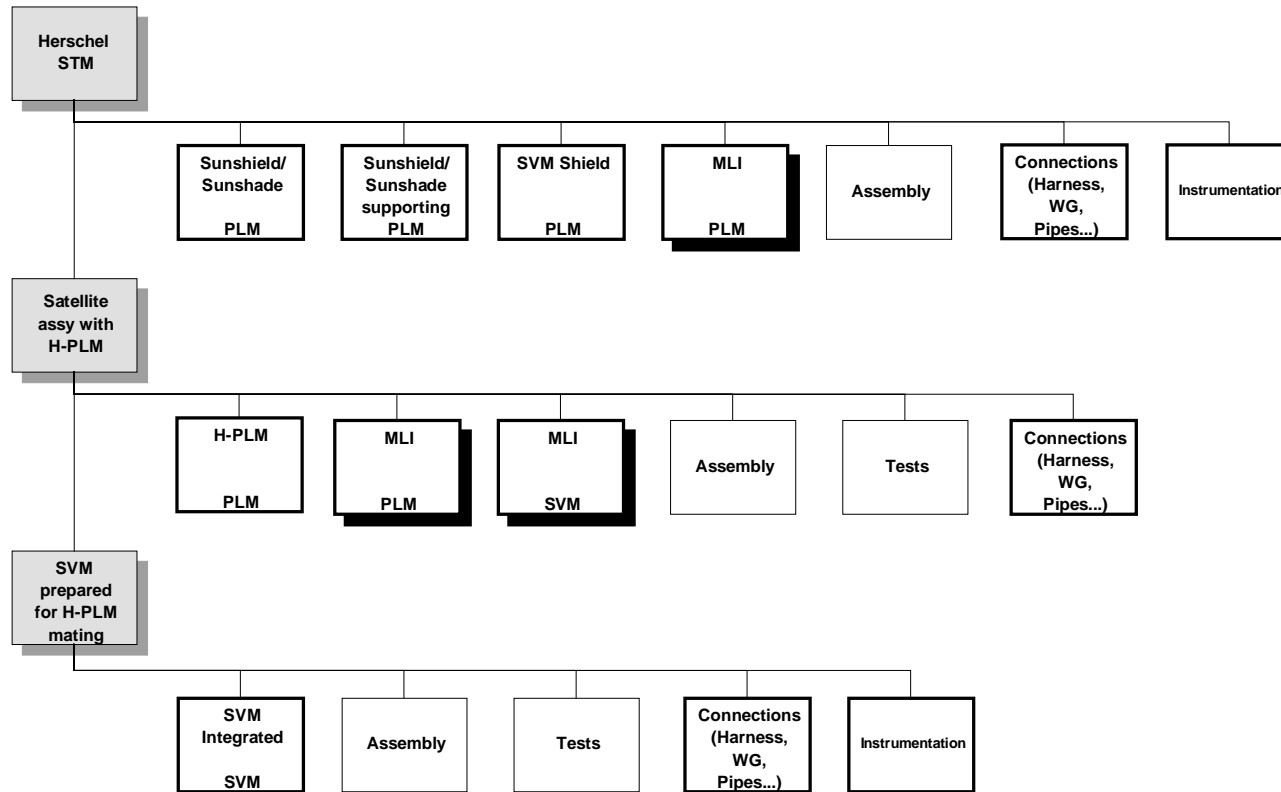 Herschel
STM
Sunshield/
Sunshade
PLM
Sunshield/
Sunshade
supporting
PLM
SVM Shield
PLM
MLI
PLM
Assembly
Connections
(Harness,
WG,
Pipes...)
Instrumentation
Satellite
assy with
H-PLM
H-PLM
PLM
MLI
PLM
MLI
SVM
Assembly
Tests
Connections
(Harness,
WG,
Pipes...)
SVM
prepared
for H-PLM
mating
SVM
Integrated
SVM
Assembly
Tests
Connections
(Harness,
WG,
Pipes...)
Instrumentation